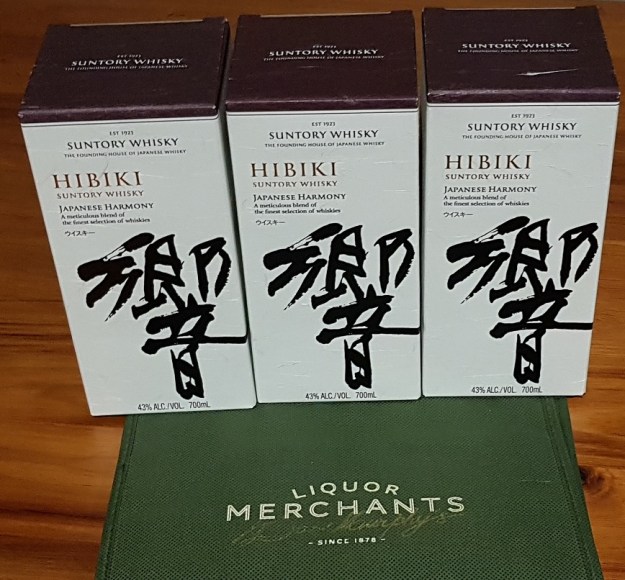 EST 1923
SUNTORY WHISKY
THE FOUNDING HOUSE OF JAPANESE WHISKY
EST 1923
SUNTORY WHISKY
THE FOUNDING HOUSE OF JAPANESE WHISKY
HIBIKI
SUNTORY WHISKY
JAPANESE HARMONY
A meticulous blend of
the finest selection of whiskies
ウイスキー
響
43% ALC./VOL. 700mL
EST 1923
SUNTORY WHISKY
THE FOUNDING HOUSE OF JAPANESE WHISKY
EST 1923
SUNTORY WHISKY
THE FOUNDING HOUSE OF JAPANESE WHISKY
HIBIKI
SUNTORY WHISKY
JAPANESE HARMONY
A meticulous blend of
the finest selection of whiskies
ウイスキー
響
43% ALC./VOL. 700mL
EST 1923
SUNTORY WHISKY
THE FOUNDING HOUSE OF JAPANESE WHISKY
EST 1923
SUNTORY WHISKY
THE FOUNDING HOUSE OF JAPANESE WHISKY
HIBIKI
SUNTORY WHISKY
JAPANESE HARMONY
A meticulous blend of
the finest selection of whiskies
ウイスキー
響
43% ALC./VOL. 700mL
LIQUOR
MERCHANTS
Dan Murphy's
- SINCE 1878 -